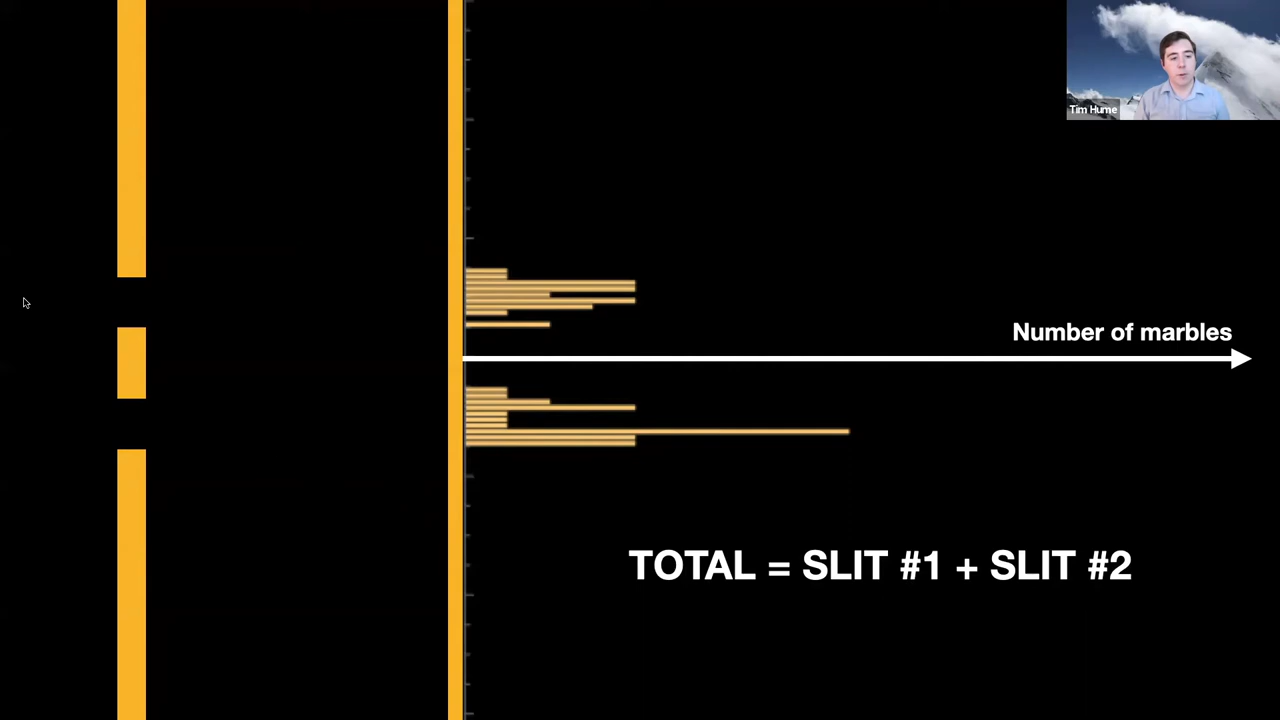 Tim Hume
Number of marbles
TOTAL = SLIT #1 + SLIT #2